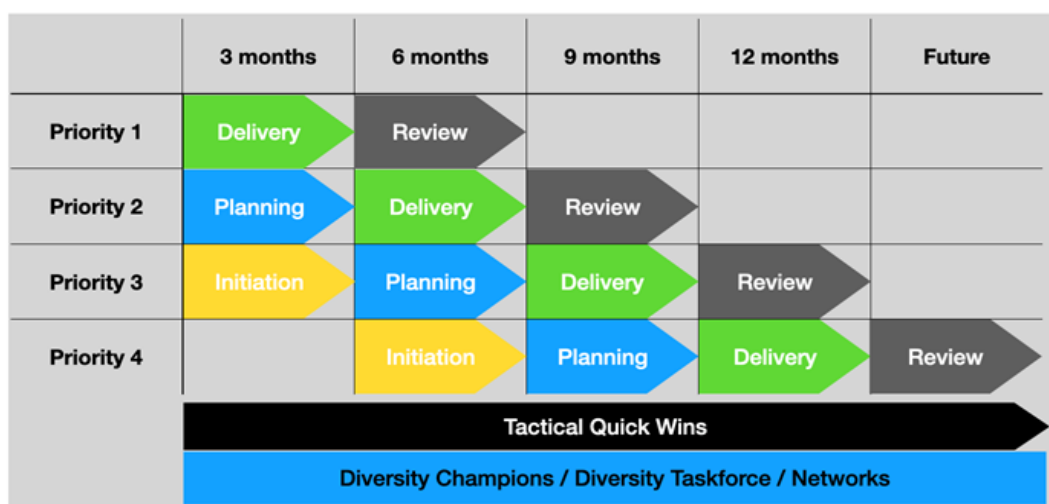 3 months 6 months 9 months 12 months Future
Priority 1 Delivery Review
Priority 2 Planning Delivery Review
Priority 3 Initiation Planning Delivery Review
Priority 4 Initiation Planning Delivery Review
Tactical Quick Wins
Diversity Champions / Diversity Taskforce / Networks